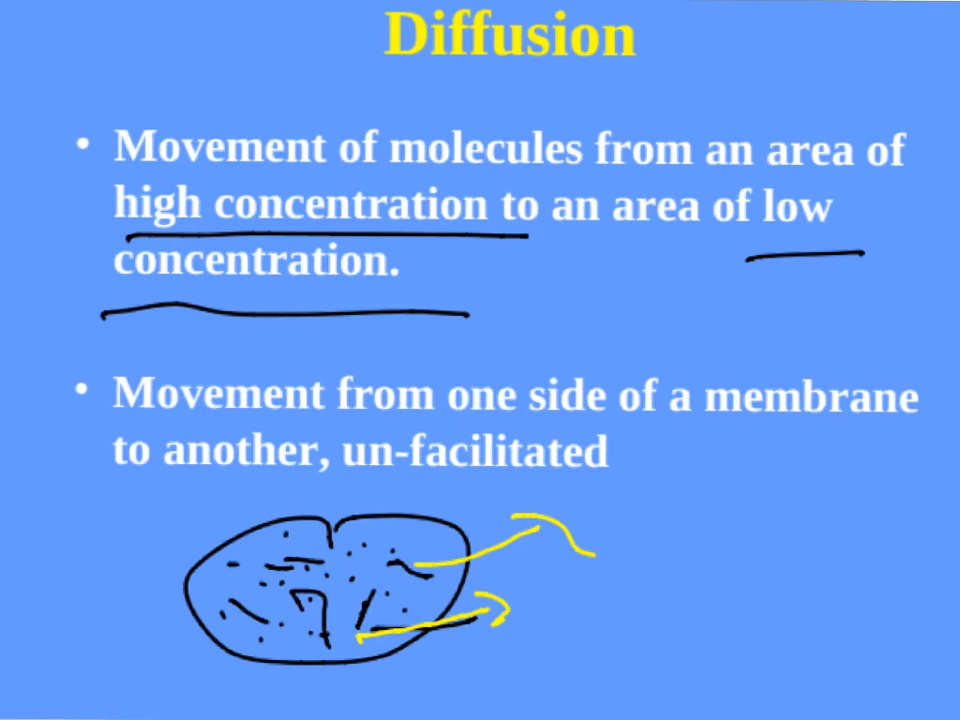 Diffusion
• Movement of molecules from an area of
high concentration to an area of low
concentration.
• Movement from one side of a membrane
to another, un-facilitated